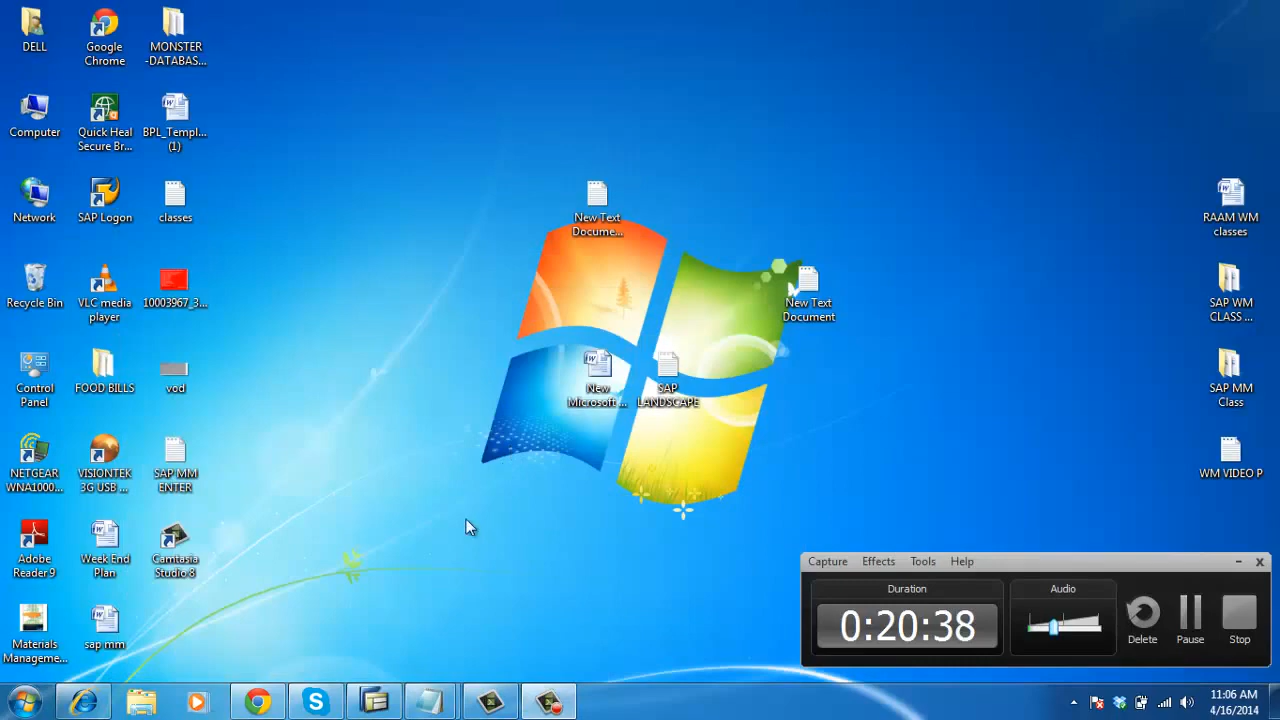 DELL
Google
Chrome
MONSTER
-DATABAS...
Computer
Quick Heal
Secure Br...
BPL_Templ...
(1)
Network
SAP Logon
classes
Recycle Bin
VLC media
player
10003967_3...
Control
Panel
FOOD BILLS
vod
NETGEAR
WNA1000...
VISIONTEK
3G USB ...
SAP MM
ENTER
Adobe
Reader 9
Week End
Plan
Camtasia
Studio 8
Materials
Manageme...
sap mm
New Text
Docume...
New Text
Document
New
Microsoft ...
SAP
LANDSCAPE
RAAM WM
classes
SAP WM
CLASS ...
SAP MM
Class
WM VIDEO P
Capture Effects Tools Help
Duration
Audio
0:20:38
Delete
Pause
Stop
11:06 AM
4/16/2014